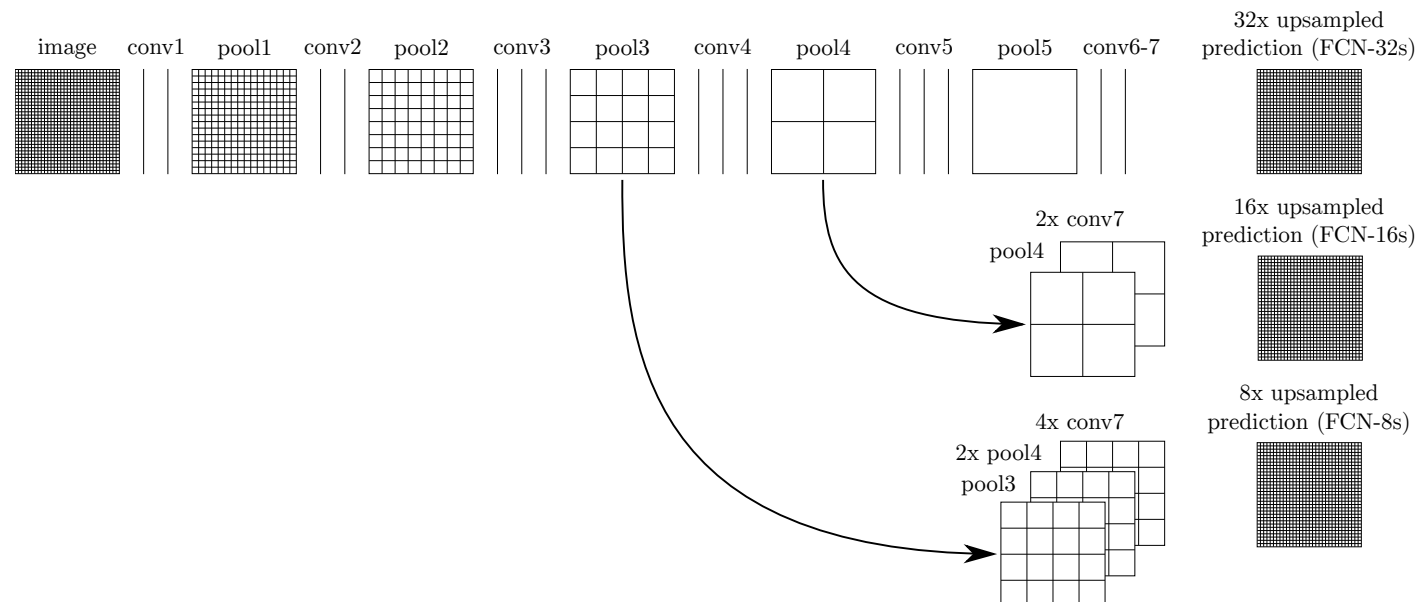 image
conv1
pool1
conv2
pool2
conv3
pool3
conv4
pool4
conv5
pool5
conv6-7
32x upsampled
prediction (FCN-32s)
2x conv7
pool4
16x upsampled
prediction (FCN-16s)
4x conv7
2x pool4
pool3
8x upsampled
prediction (FCN-8s)